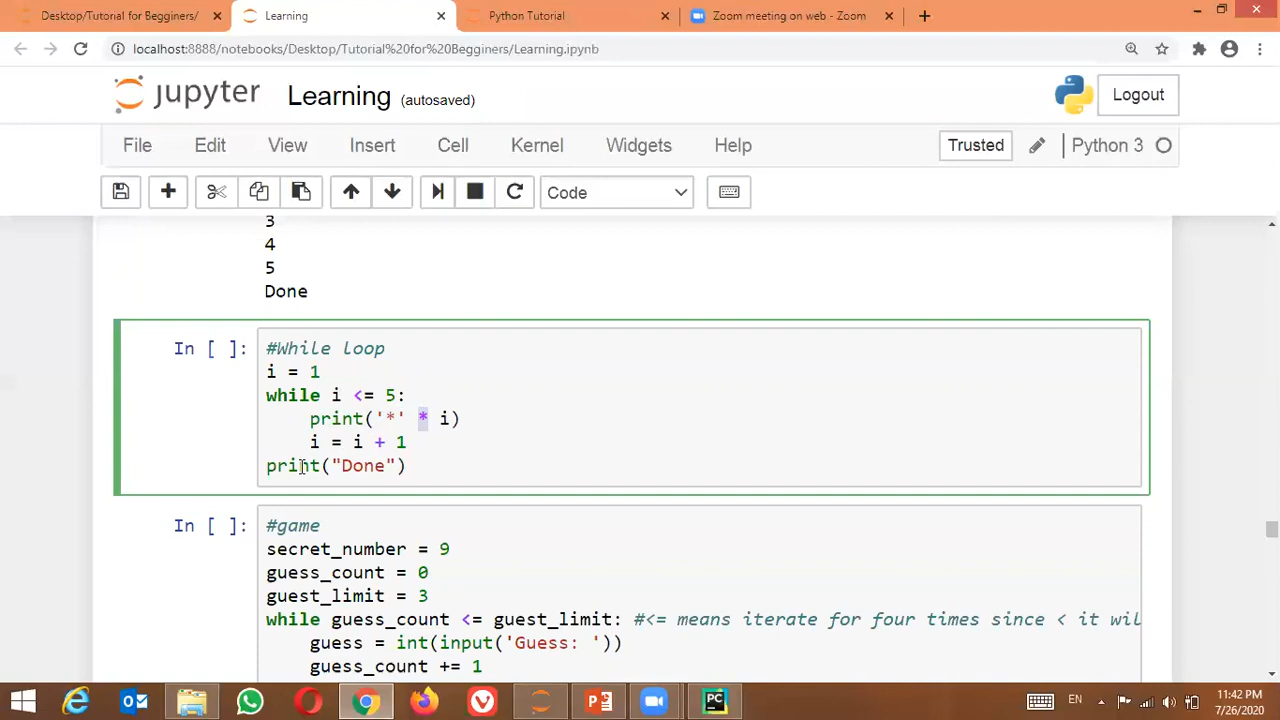 Desktop/Tutorial for Begginers/ Learning Python Tutorial Zoom meeting on web - Zoom
localhost:8888/notebooks/Desktop/Tutorial%20for%20Begginers/Learning.ipynb
jupyter Learning (autosaved) Logout
File Edit View Insert Cell Kernel Widgets Help Trusted Python 3
Code
3
4
5
Done
In [ ]: #While loop
i = 1
while i <= 5:
    print('*' * i)
    i = i + 1
print("Done")
In [ ]: #game
secret_number = 9
guess_count = 0
guest_limit = 3
while guess_count <= guest_limit: #<= means iterate for four times since < it wil
    guess = int(input('Guess: '))
    guess_count += 1
EN 11:42 PM
7/26/2020